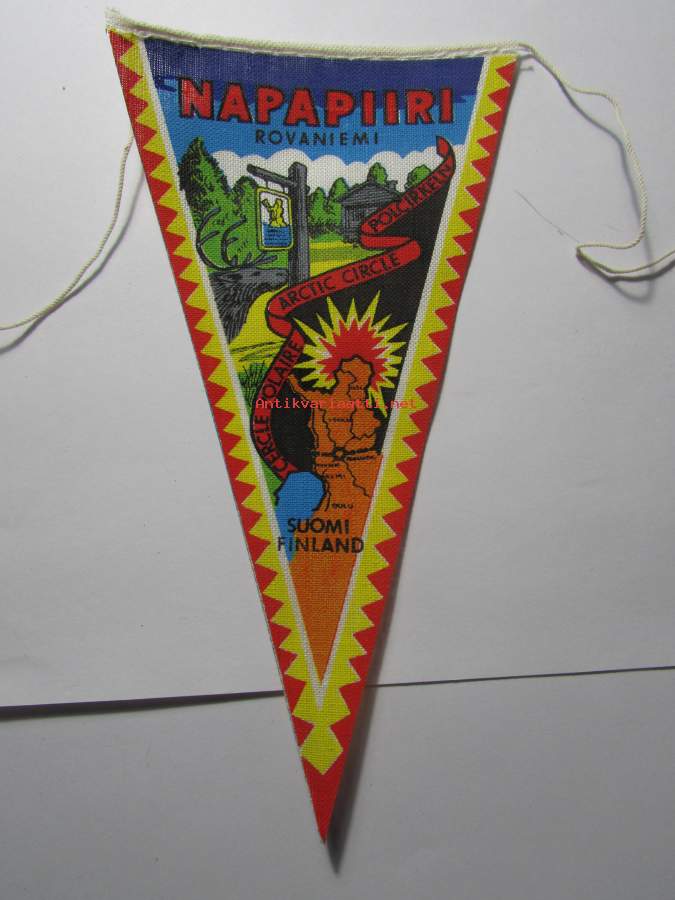 NAPAPIIRI
ROVANIEMI
POLCIRKELN
ARCTIC CIRCLE
CERCLE POLAIRE
Antikvariaatti.net
OULU
SUOMI
FINLAND